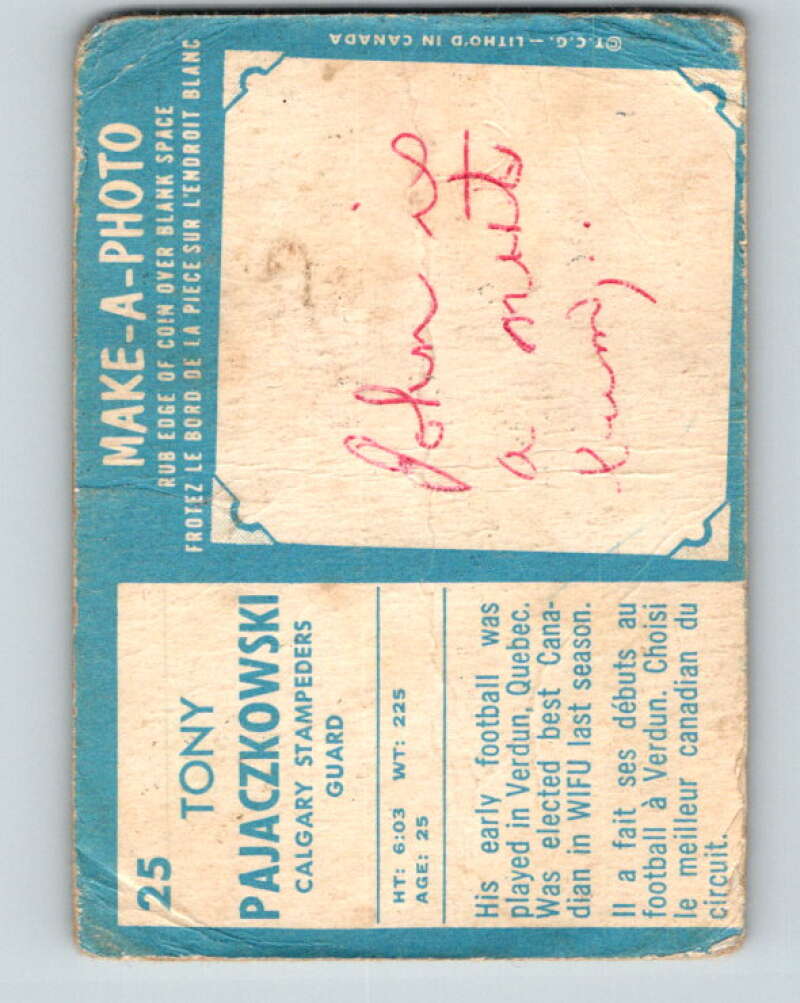 25
TONY
PAJACZKOWSKI
CALGARY STAMPEDERS
GUARD
HT: 6:03 WT: 225
AGE: 25
His early football was
played in Verdun, Quebec.
Was elected best Cana-
dian in WIFU last season.
Il a fait ses débuts au
football à Verdun. Choisi
le meilleur canadien du
circuit.
MAKE-A-PHOTO
RUB EDGE OF COIN OVER BLANK SPACE
FROTEZ LE BORD DE LA PIECE SUR L'ENDROIT BLANC
John is
a
©T.C.G.—LITHO'D IN CANADA